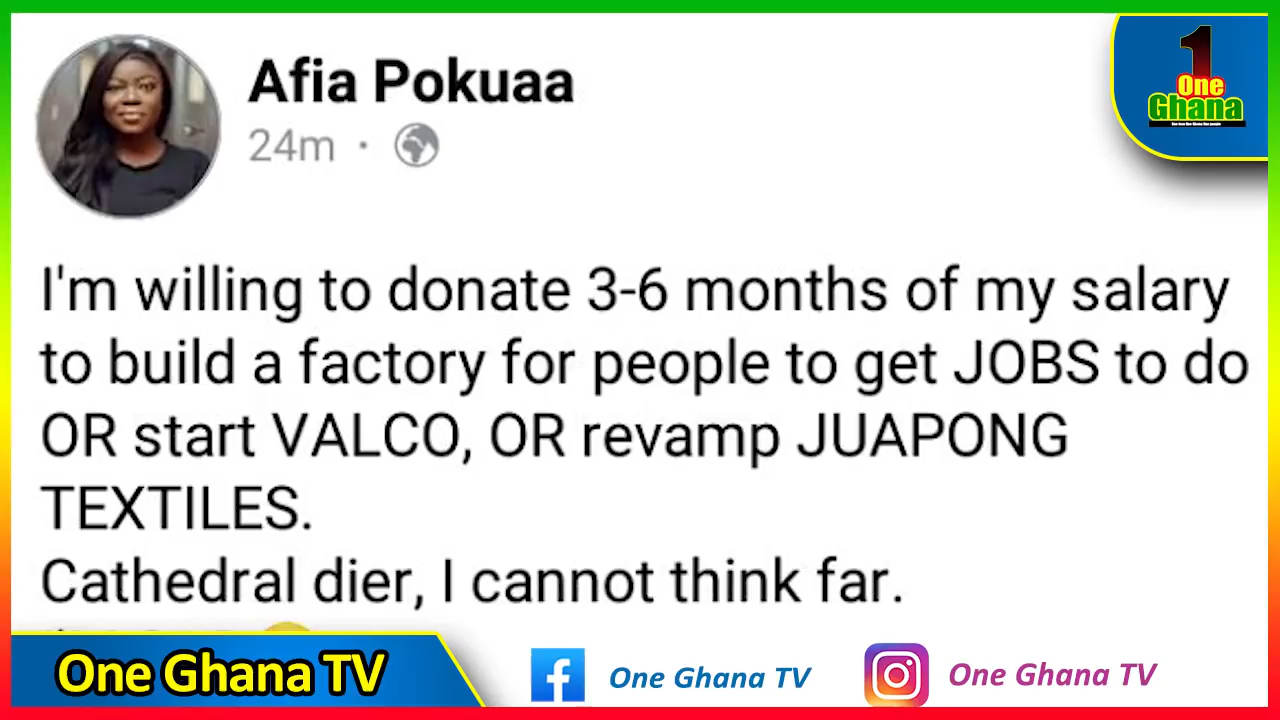 Afia Pokuaa
24m ·
1
One
Ghana
I'm willing to donate 3-6 months of my salary
to build a factory for people to get JOBS to do
OR start VALCO, OR revamp JUAPONG
TEXTILES.
Cathedral dier, I cannot think far.
One Ghana TV
One Ghana TV
One Ghana TV